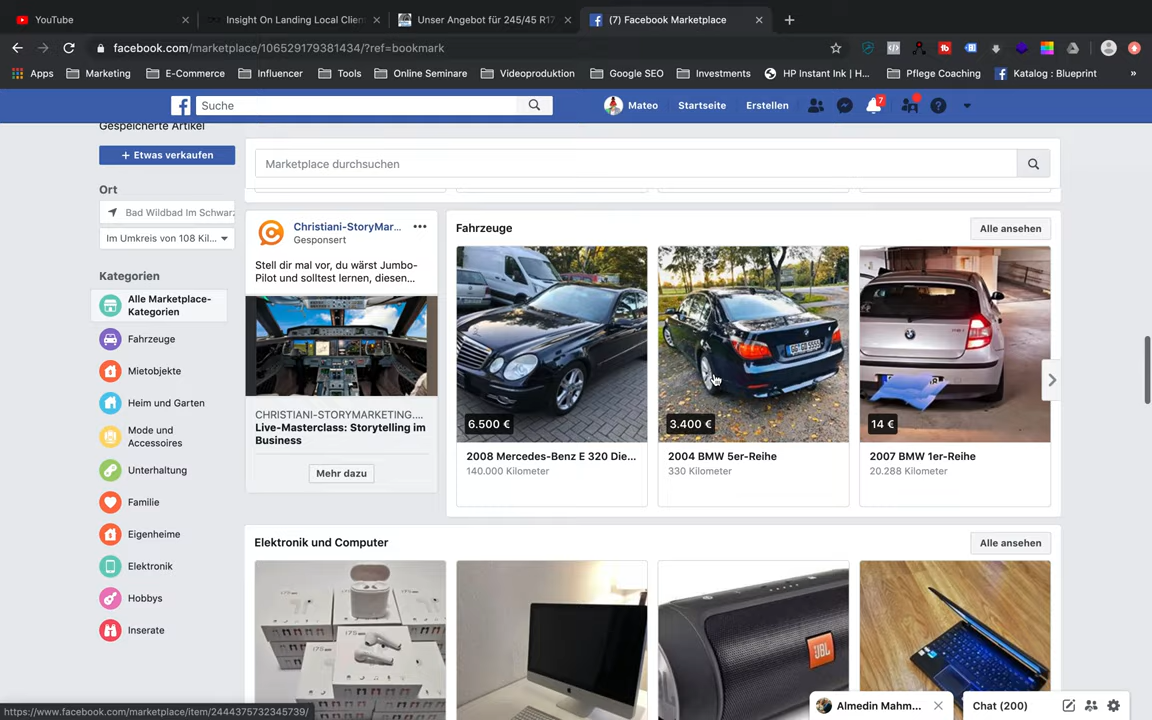 YouTube
Insight On Landing Local Clien
Unser Angebot für 245/45 R17
(7) Facebook Marketplace
facebook.com/marketplace/106529179381434/?ref=bookmark
Apps
Marketing
E-Commerce
Influencer
Tools
Online Seminare
Videoproduktion
Google SEO
Investments
HP Instant Ink | H...
Pflege Coaching
Katalog : Blueprint
»
Suche
Mateo
Startseite
Erstellen
7
Gespeicherte Artikel
+ Etwas verkaufen
Marketplace durchsuchen
Ort
Bad Wildbad Im Schwarz
Im Umkreis von 108 Kil...
Kategorien
Alle Marketplace-
Kategorien
Fahrzeuge
Mietobjekte
Heim und Garten
Mode und
Accessoires
Unterhaltung
Familie
Eigenheime
Elektronik
Hobbys
Inserate
Christiani-StoryMar...
Gesponsert
Stell dir mal vor, du wärst Jumbo-
Pilot und solltest lernen, diesen...
CHRISTIANI-STORYMARKETING....
Live-Masterclass: Storytelling im
Business
Mehr dazu
Fahrzeuge
Alle ansehen
6.500 €
2008 Mercedes-Benz E 320 Die...
140.000 Kilometer
3.400 €
2004 BMW 5er-Reihe
330 Kilometer
14 €
2007 BMW 1er-Reihe
20.288 Kilometer
Elektronik und Computer
Alle ansehen
JBL
https://www.facebook.com/marketplace/item/2444375732345739/
Almedin Mahm...
Chat (200)